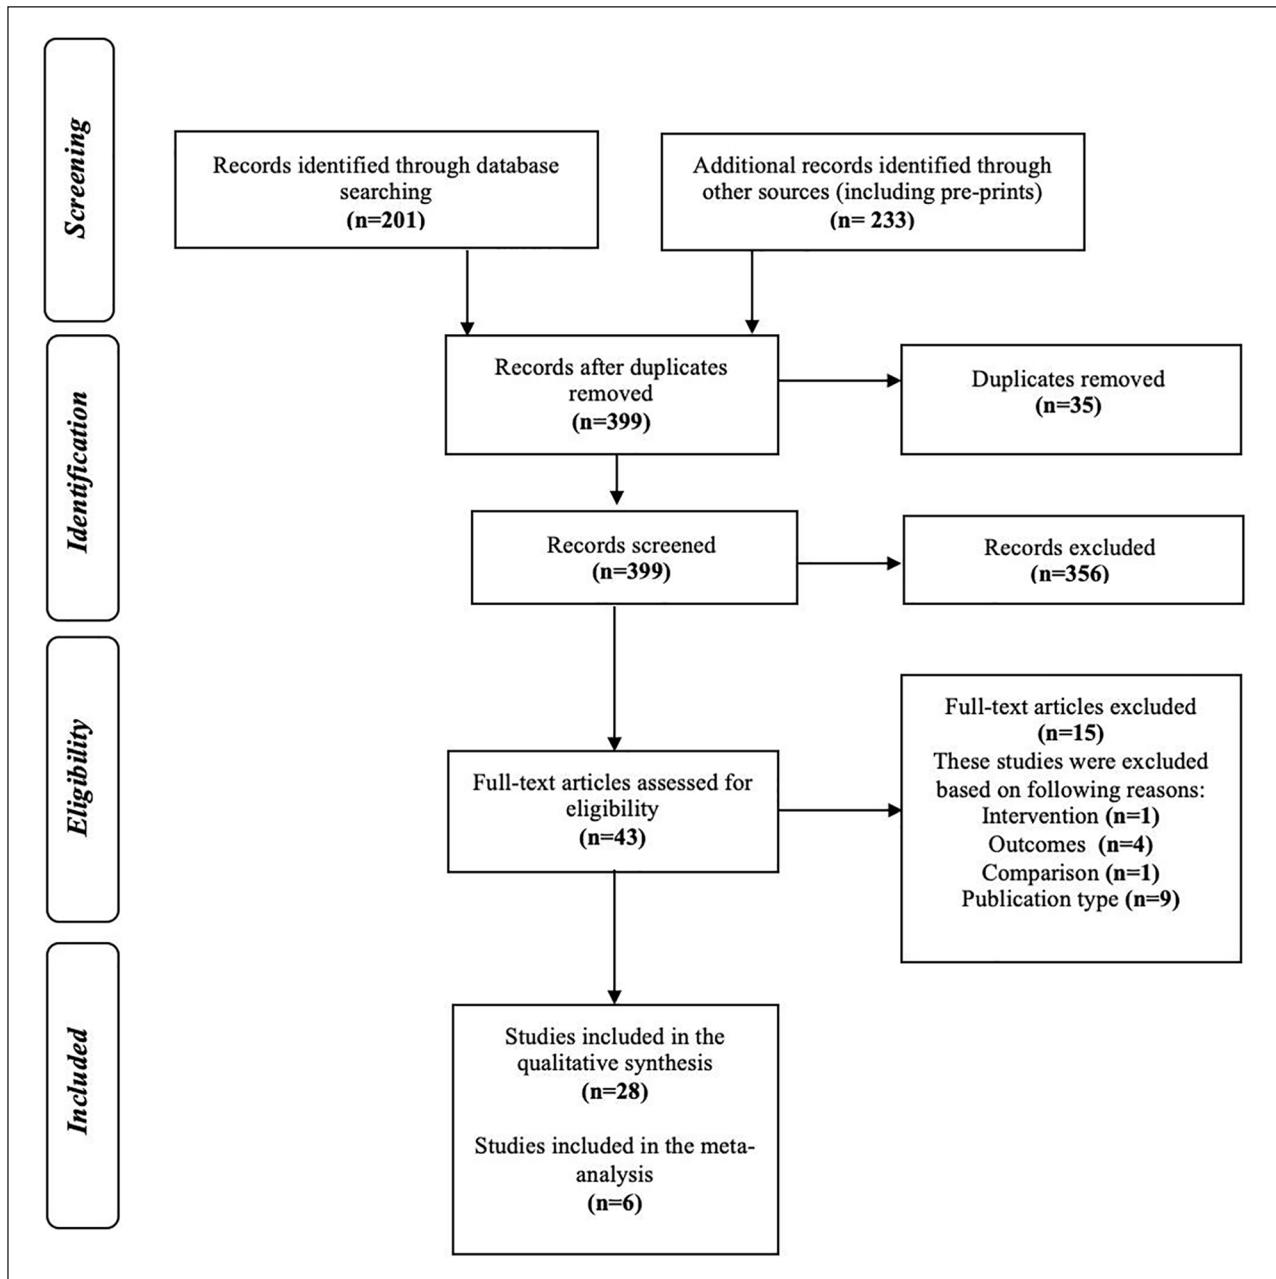 Screening
Records identified through database
searching
(n=201)
Additional records identified through
other sources (including pre-prints)
(n= 233)
Identification
Records after duplicates
removed
(n=399)
Duplicates removed
(n=35)
Records screened
(n=399)
Records excluded
(n=356)
Eligibility
Full-text articles assessed for
eligibility
(n=43)
Full-text articles excluded
(n=15)
These studies were excluded
based on following reasons:
Intervention (n=1)
Outcomes (n=4)
Comparison (n=1)
Publication type (n=9)
Included
Studies included in the
qualitative synthesis
(n=28)
Studies included in the meta-
analysis
(n=6)